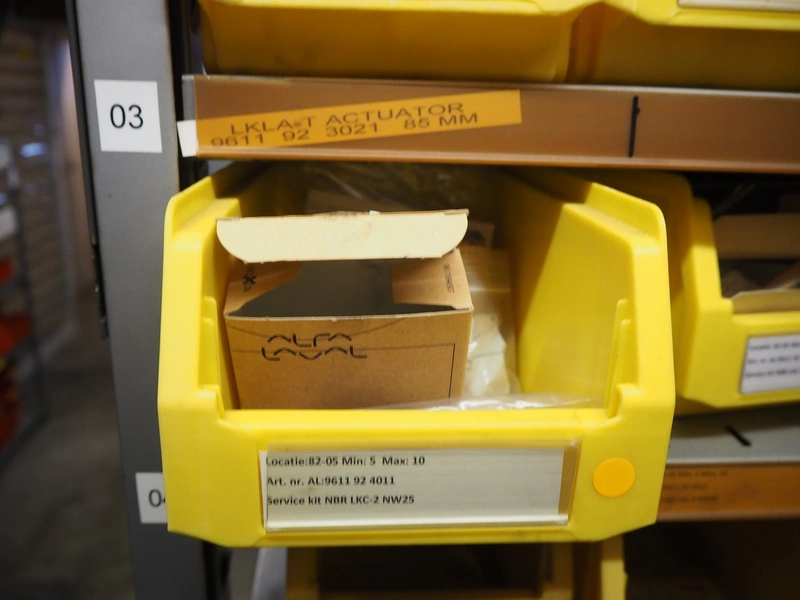 03
LKLA-T ACTUATOR
9611 92 3021 85 MM
ALFA
LAVAL
Locatie:82-05 Min: 5 Max: 10
Art. nr. AL:9611 92 4011
Service kit NBR LKC-2 NW25
04